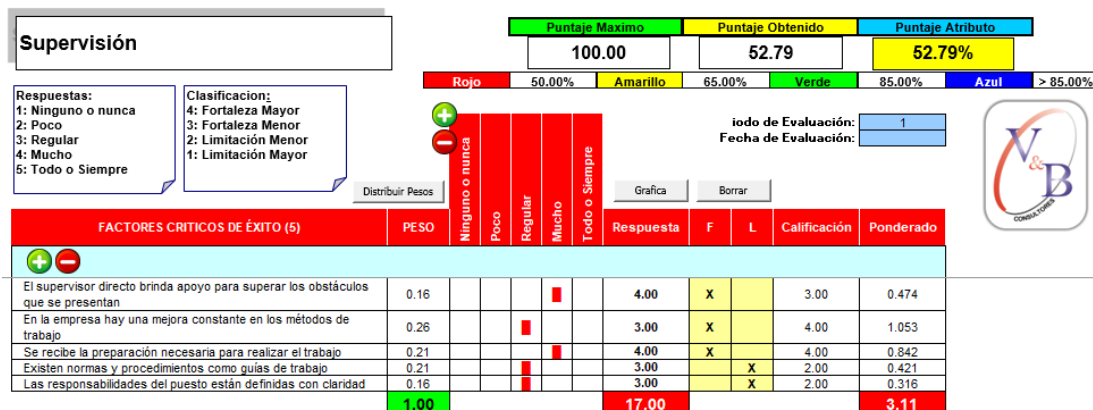 Supervisión
Puntaje Maximo Puntaje Obtenido Puntaje Atributo
100.00 52.79 52.79%
Rojo 50.00% Amarillo 65.00% Verde 85.00% Azul > 85.00%
Respuestas:
1: Ninguno o nunca
2: Poco
3: Regular
4: Mucho
5: Todo o Siempre
Clasificacion:
4: Fortaleza Mayor
3: Fortaleza Menor
2: Limitación Menor
1: Limitación Mayor
iodo de Evaluación: 1
Fecha de Evaluación:
V&B
CONSULTORES
Distribuir Pesos
Grafica
Borrar
FACTORES CRITICOS DE ÉXITO (5) PESO Ninguno o nunca Poco Regular Mucho Todo o Siempre Respuesta F L Calificación Ponderado
El supervisor directo brinda apoyo para superar los obstáculos
que se presentan 0.16 4.00 X 3.00 0.474
En la empresa hay una mejora constante en los métodos de
trabajo 0.26 3.00 X 4.00 1.053
Se recibe la preparación necesaria para realizar el trabajo 0.21 4.00 X 4.00 0.842
Existen normas y procedimientos como guías de trabajo 0.21 3.00 X 2.00 0.421
Las responsabilidades del puesto están definidas con claridad 0.16 3.00 X 2.00 0.316
1.00 17.00 3.11